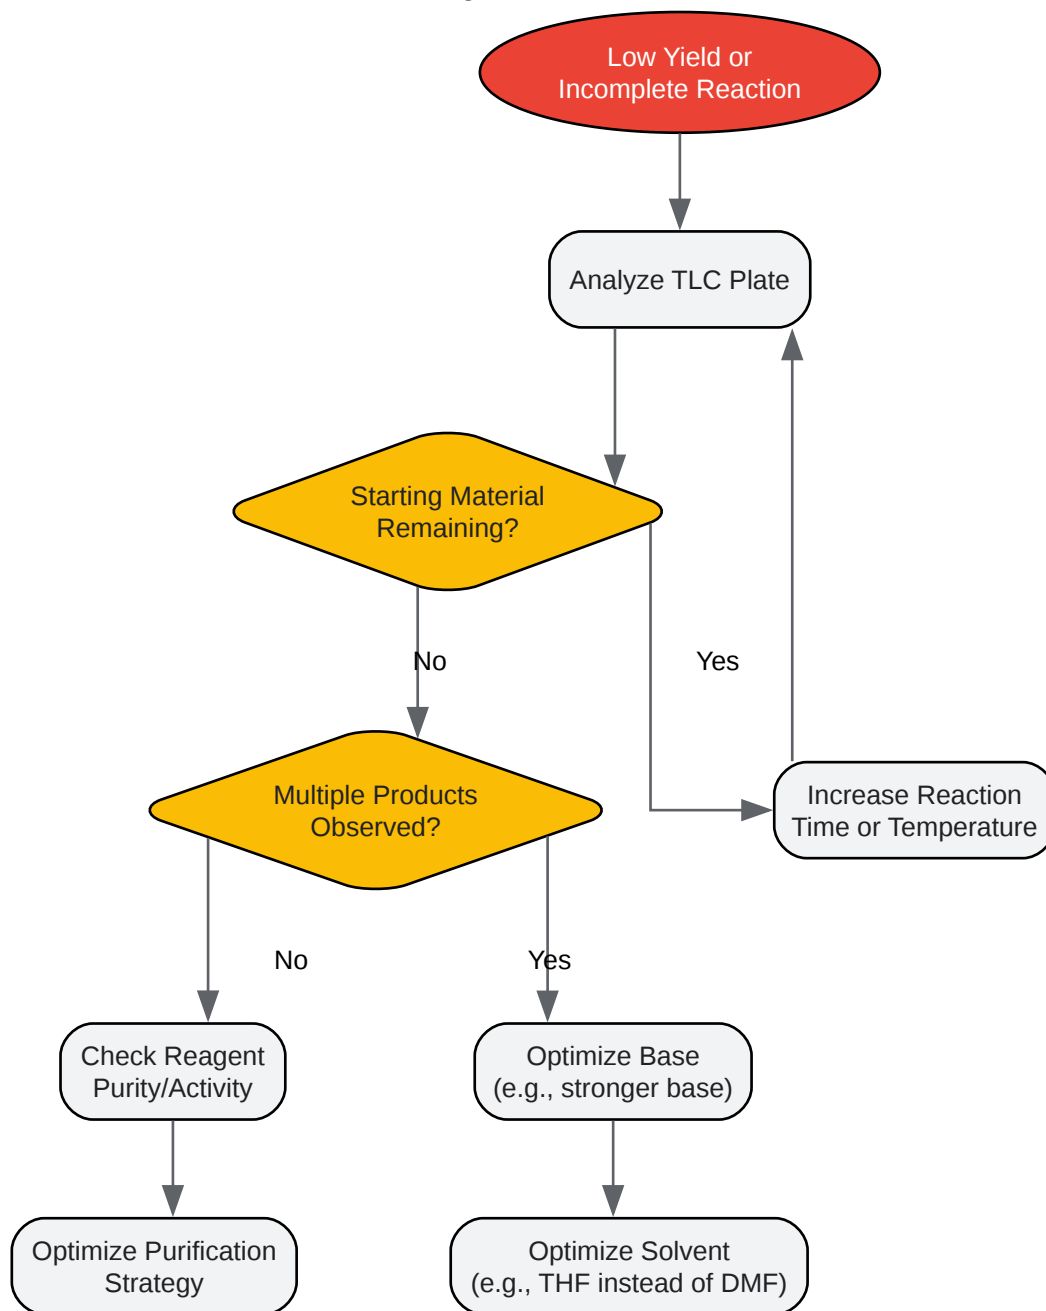 Low Yield or
Incomplete Reaction
Analyze TLC Plate
Starting Material
Remaining?
No
Yes
Multiple Products
Observed?
Increase Reaction
Time or Temperature
No
Yes
Check Reagent
Purity/Activity
Optimize Base
(e.g., stronger base)
Optimize Purification
Strategy
Optimize Solvent
(e.g., THF instead of DMF)